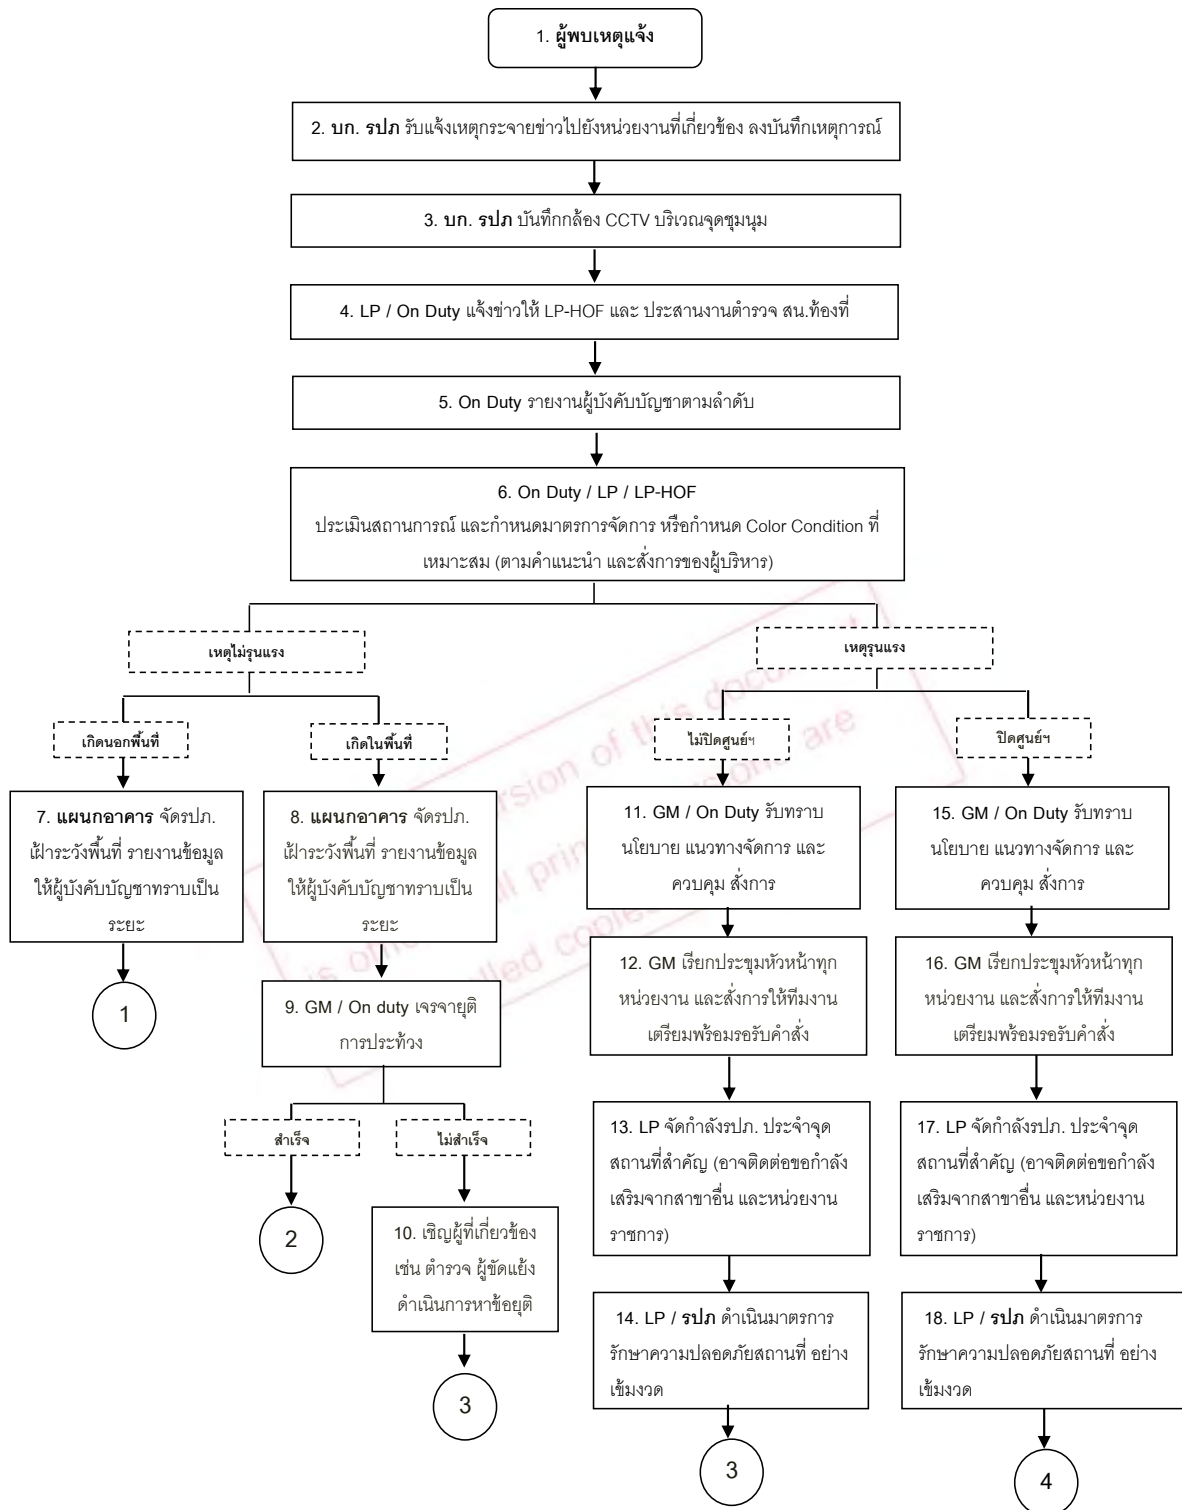 1. ผู้พบเหตุแจ้ง
2. บก. รปภ รับแจ้งเหตุกระจายข่าวไปยังหน่วยงานที่เกี่ยวข้อง ลงบันทึกเหตุการณ์
3. บก. รปภ บันทึกกล้อง CCTV บริเวณจุดชุมนุม
4. LP / On Duty แจ้งข่าวให้ LP-HOF และ ประสานงานตำรวจ สน.ท้องที่
5. On Duty รายงานผู้บังคับบัญชาตามลำดับ
6. On Duty / LP / LP-HOF
ประเมินสถานการณ์ และกำหนดมาตรการจัดการ หรือกำหนด Color Condition ที่
เหมาะสม (ตามคำแนะนำ และสั่งการของผู้บริหาร)
เหตุไม่รุนแรง
เหตุรุนแรง
เกิดนอกพื้นที่
เกิดในพื้นที่
ไม่ปิดศูนย์ฯ
ปิดศูนย์ฯ
7. แผนกอาคาร จัดรปภ.
เฝ้าระวังพื้นที่ รายงานข้อมูล
ให้ผู้บังคับบัญชาทราบเป็น
ระยะ
1
8. แผนกอาคาร จัดรปภ.
เฝ้าระวังพื้นที่ รายงานข้อมูล
ให้ผู้บังคับบัญชาทราบเป็น
ระยะ
9. GM / On duty เจรจายุติ
การประท้วง
สำเร็จ
ไม่สำเร็จ
2
10. เชิญผู้ที่เกี่ยวข้อง
เช่น ตำรวจ ผู้ขัดแย้ง
ดำเนินการหาข้อยุติ
3
11. GM / On Duty รับทราบ
นโยบาย แนวทางจัดการ และ
ควบคุม สั่งการ
12. GM เรียกประชุมหัวหน้าทุก
หน่วยงาน และสั่งการให้ทีมงาน
เตรียมพร้อมรอรับคำสั่ง
13. LP จัดกำลังรปภ. ประจำจุด
สถานที่สำคัญ (อาจติดต่อขอกำลัง
เสริมจากสาขาอื่น และหน่วยงาน
ราชการ)
14. LP / รปภ ดำเนินมาตรการ
รักษาความปลอดภัยสถานที่ อย่าง
เข้มงวด
3
15. GM / On Duty รับทราบ
นโยบาย แนวทางจัดการ และ
ควบคุม สั่งการ
16. GM เรียกประชุมหัวหน้าทุก
หน่วยงาน และสั่งการให้ทีมงาน
เตรียมพร้อมรอรับคำสั่ง
17. LP จัดกำลังรปภ. ประจำจุด
สถานที่สำคัญ (อาจติดต่อขอกำลัง
เสริมจากสาขาอื่น และหน่วยงาน
ราชการ)
18. LP / รปภ ดำเนินมาตรการ
รักษาความปลอดภัยสถานที่ อย่าง
เข้มงวด
4